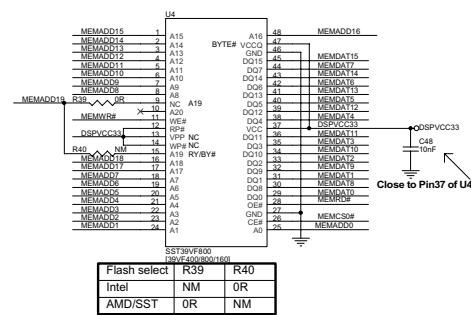 U4
MEMADD15 1 A15 A16 48 MEMADD16
MEMADD14 2 A14 BYTE# VCCQ 47
MEMADD13 3 A13 GND 46
MEMADD12 4 A12 DQ15 45 MEMDAT15
MEMADD11 5 A11 DQ7 44 MEMDAT7
MEMADD10 6 A10 DQ14 43 MEMDAT14
MEMADD9 7 A9 DQ6 42 MEMDAT6
MEMADD8 8 A8 DQ13 41 MEMDAT13
MEMADD19 R39 0R 9 NC A19 DQ5 40 MEMDAT5
10 A20 DQ12 39 MEMDAT12
MEMWR# 11 WE# DQ4 38 MEMDAT4
12 RP# VCC 37 DSPVCC33
DSPVCC33 13 VPP NC DQ11 36 MEMDAT11
14 WP# NC DQ3 35 MEMDAT3
R40 NM 15 A19 RY/BY# DQ10 34 MEMDAT10
MEMADD18 16 A18 DQ2 33 MEMDAT2
MEMADD17 17 A17 DQ9 32 MEMDAT9
MEMADD7 18 A7 DQ1 31 MEMDAT1
MEMADD6 19 A6 DQ8 30 MEMDAT8
MEMADD5 20 A5 DQ0 29 MEMDAT0
MEMADD4 21 A4 OE# 28 MEMRD#
MEMADD3 22 A3 GND 27
MEMADD2 23 A2 CE# 26 MEMCS0#
MEMADD1 24 A1 A0 25 MEMADD0
DSPVCC33
C48
10nF
Close to Pin37 of U4
SST39VF800
[39VF400/800/160]
Flash select R39 R40
Intel NM 0R
AMD/SST 0R NM